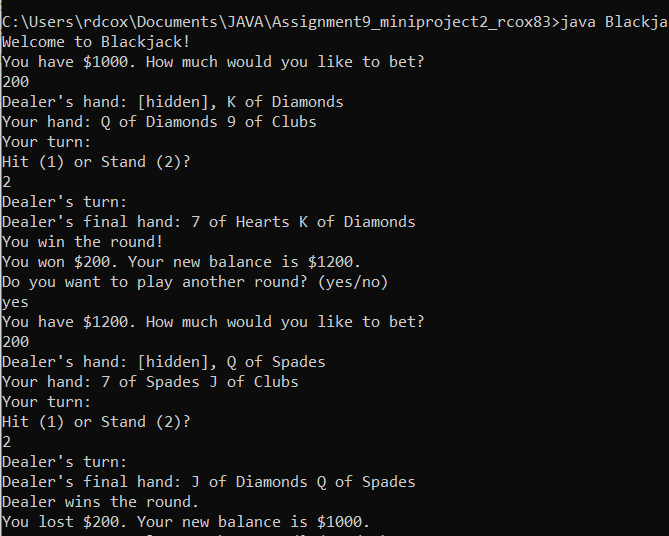 C:\Users\rdcox\Documents\JAVA\Assignment9_miniproject2_rcox83>java Blackja
Welcome to Blackjack!
You have $1000. How much would you like to bet?
200
Dealer's hand: [hidden], K of Diamonds
Your hand: Q of Diamonds 9 of Clubs
Your turn:
Hit (1) or Stand (2)?
2
Dealer's turn:
Dealer's final hand: 7 of Hearts K of Diamonds
You win the round!
You won $200. Your new balance is $1200.
Do you want to play another round? (yes/no)
yes
You have $1200. How much would you like to bet?
200
Dealer's hand: [hidden], Q of Spades
Your hand: 7 of Spades J of Clubs
Your turn:
Hit (1) or Stand (2)?
2
Dealer's turn:
Dealer's final hand: J of Diamonds Q of Spades
Dealer wins the round.
You lost $200. Your new balance is $1000.